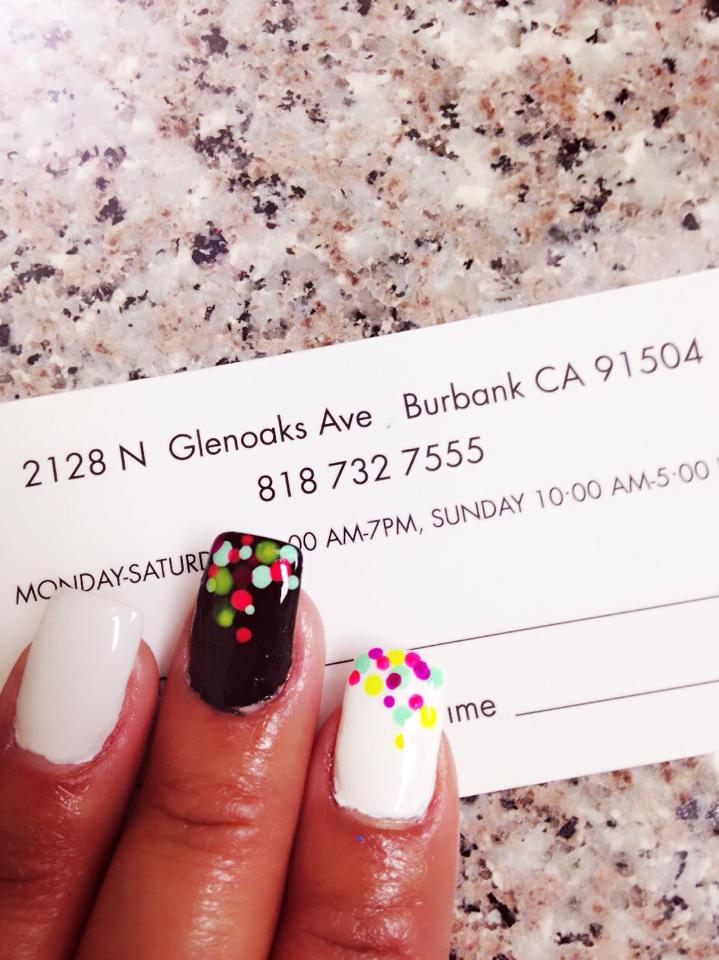 2128 N Glenoaks Ave . Burbank CA 91504
818 732 7555
MONDAY-SATURD 00 AM-7PM, SUNDAY 10:00 AM-5:00
ime